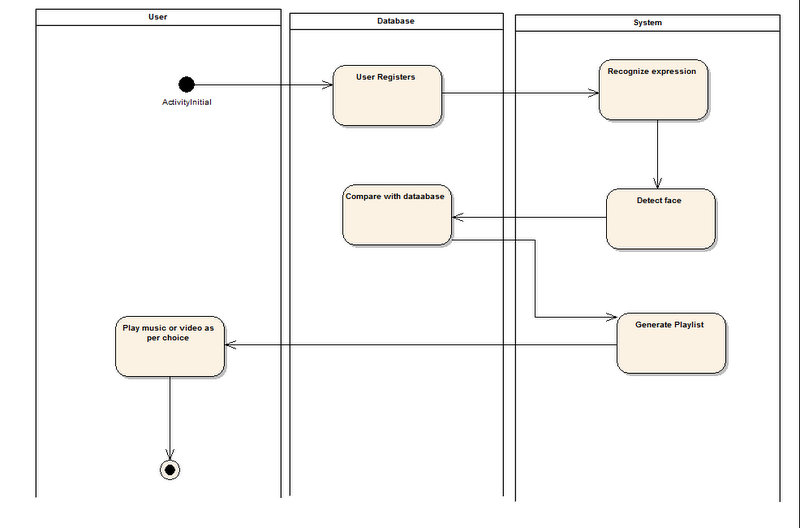 User
Database
System
ActivityInitial
User Registers
Recognize expression
Compare with dataabase
Detect face
Play music or video as
per choice
Generate Playlist